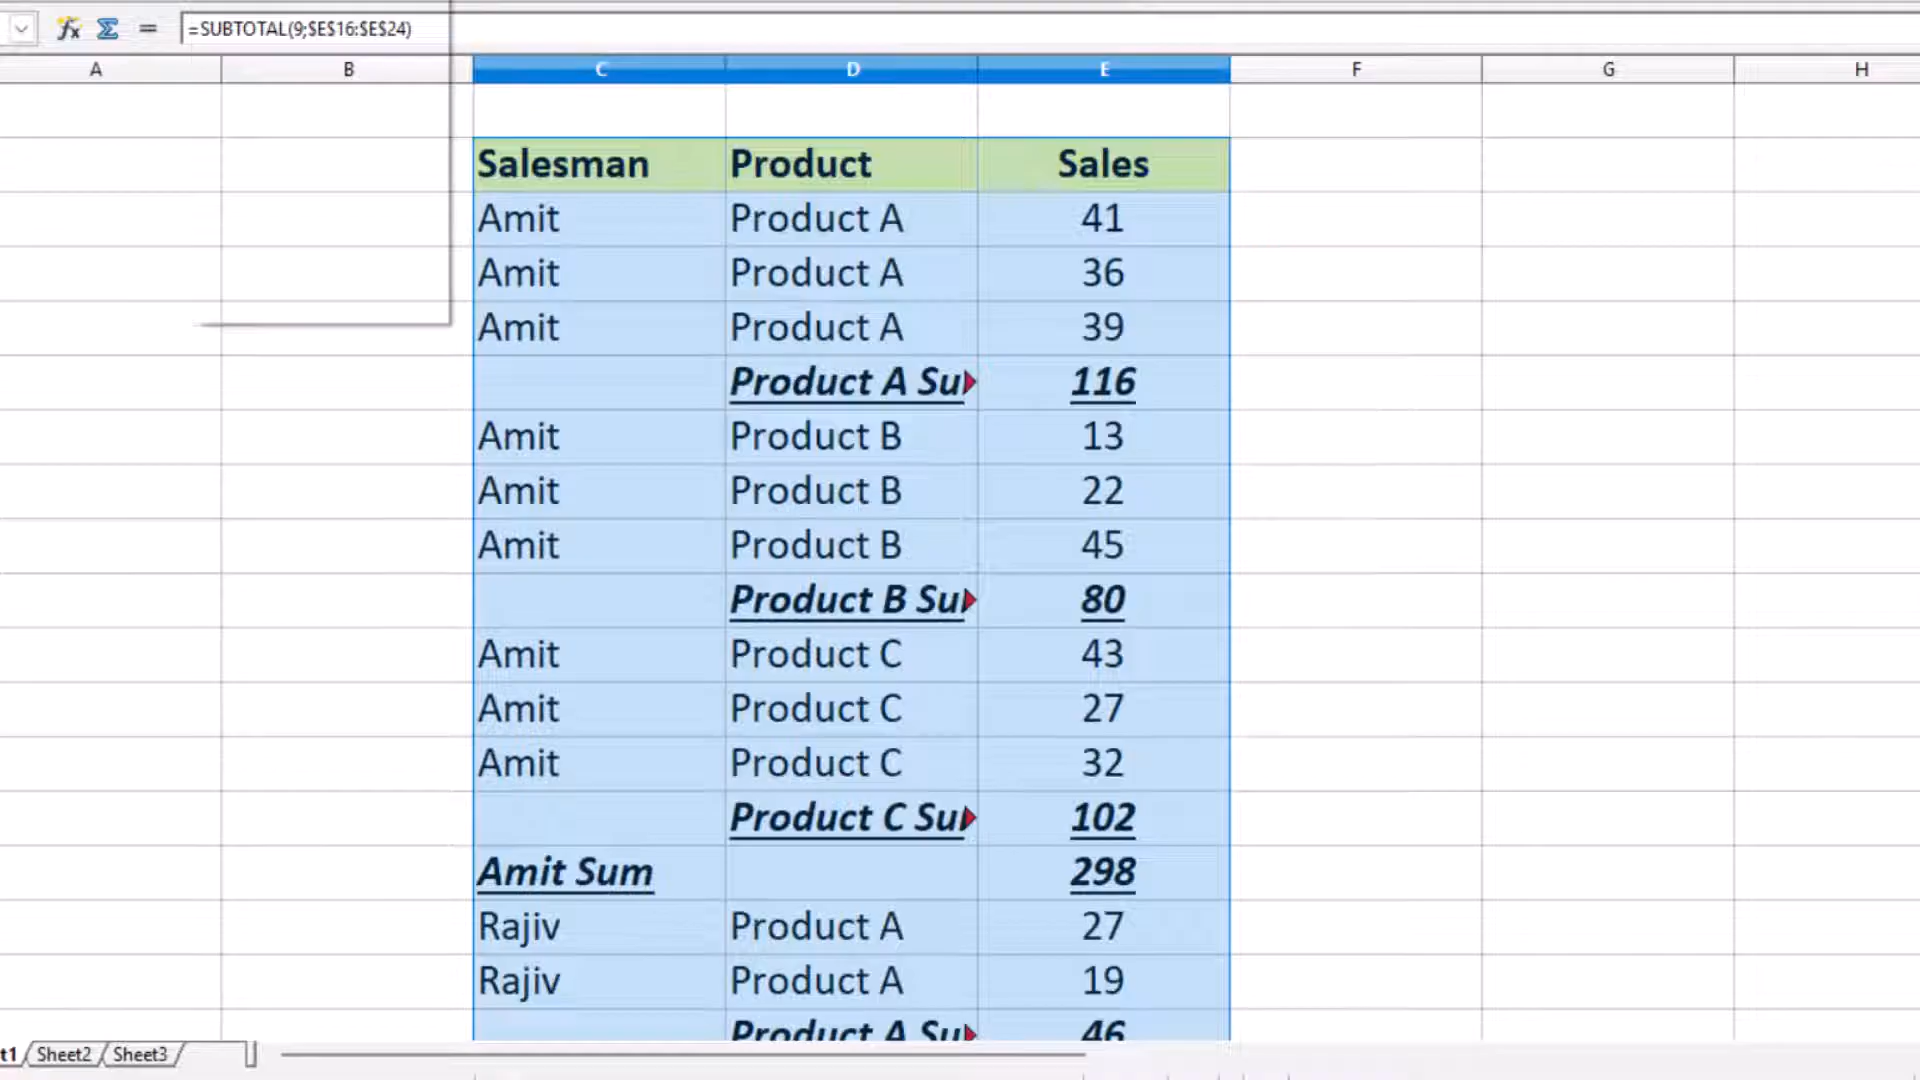 =SUBTOTAL(9;$E$16:$E$24)
A B C D E F G H
Salesman Product Sales
Amit Product A 41
Amit Product A 36
Amit Product A 39
Product A Su 116
Amit Product B 13
Amit Product B 22
Amit Product B 45
Product B Su 80
Amit Product C 43
Amit Product C 27
Amit Product C 32
Product C Su 102
Amit Sum 298
Rajiv Product A 27
Rajiv Product A 19
Product A Su 46
t1 Sheet2 Sheet3